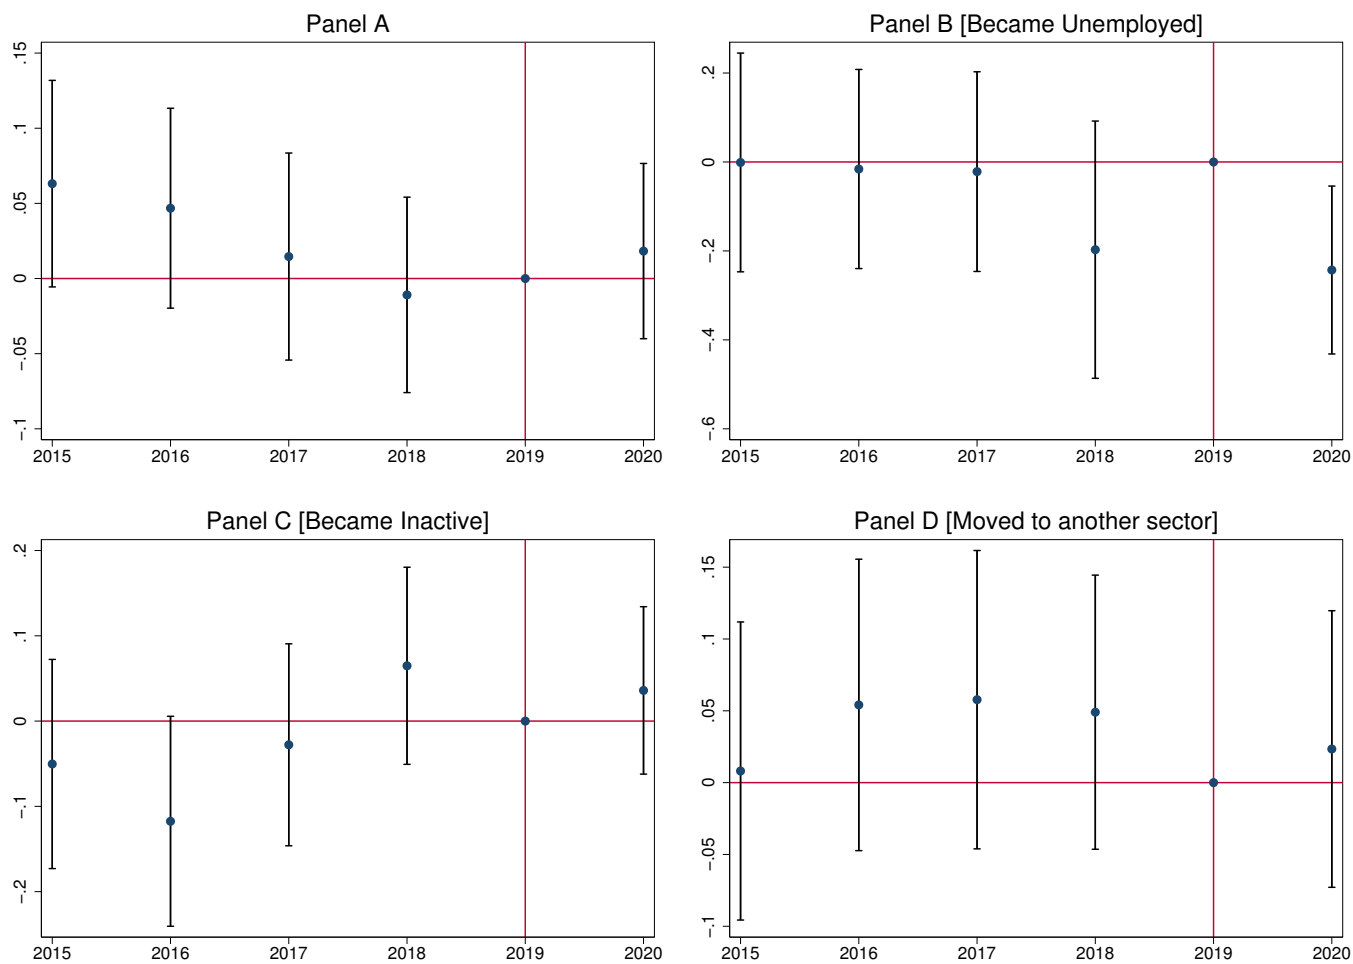 Panel A
.15
.1
.05
0
-.05
-.1
2015 2016 2017 2018 2019 2020
Panel B [Became Unemployed]
.2
0
-.2
-.4
-.6
2015 2016 2017 2018 2019 2020
Panel C [Became Inactive]
.2
.1
0
-.1
-.2
2015 2016 2017 2018 2019 2020
Panel D [Moved to another sector]
.15
.1
.05
0
-.05
-.1
2015 2016 2017 2018 2019 2020